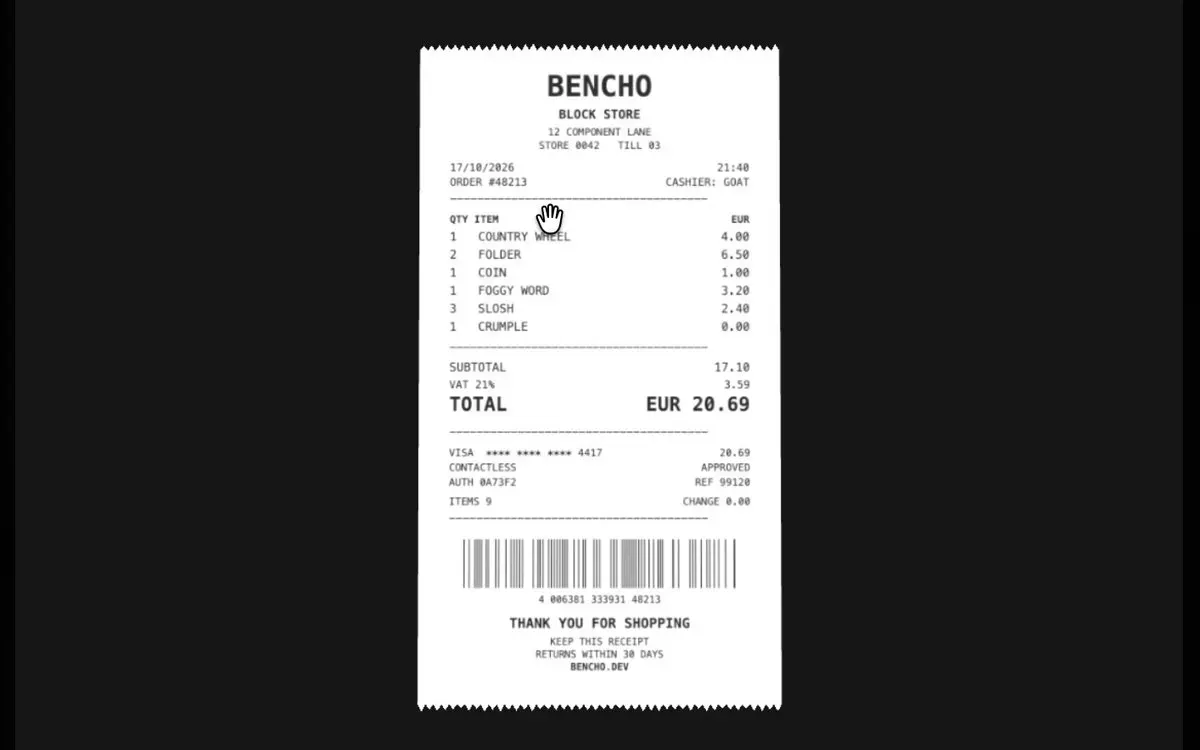 BENCHO
BLOCK STORE
12 COMPONENT LANE
STORE 0042 TILL 03
17/10/2026 21:40
ORDER #48213 CASHIER: GOAT
QTY ITEM EUR
1 COUNTRY WHEEL 4.00
2 FOLDER 6.50
1 COIN 1.00
1 FOGGY WORD 3.20
3 SLOSH 2.40
1 CRUMPLE 0.00
SUBTOTAL 17.10
VAT 21% 3.59
TOTAL EUR 20.69
VISA **** **** **** 4417 20.69
CONTACTLESS APPROVED
AUTH 0A73F2 REF 99120
ITEMS 9 CHANGE 0.00
4 006381 333931 48213
THANK YOU FOR SHOPPING
KEEP THIS RECEIPT
RETURNS WITHIN 30 DAYS
BENCHO.DEV